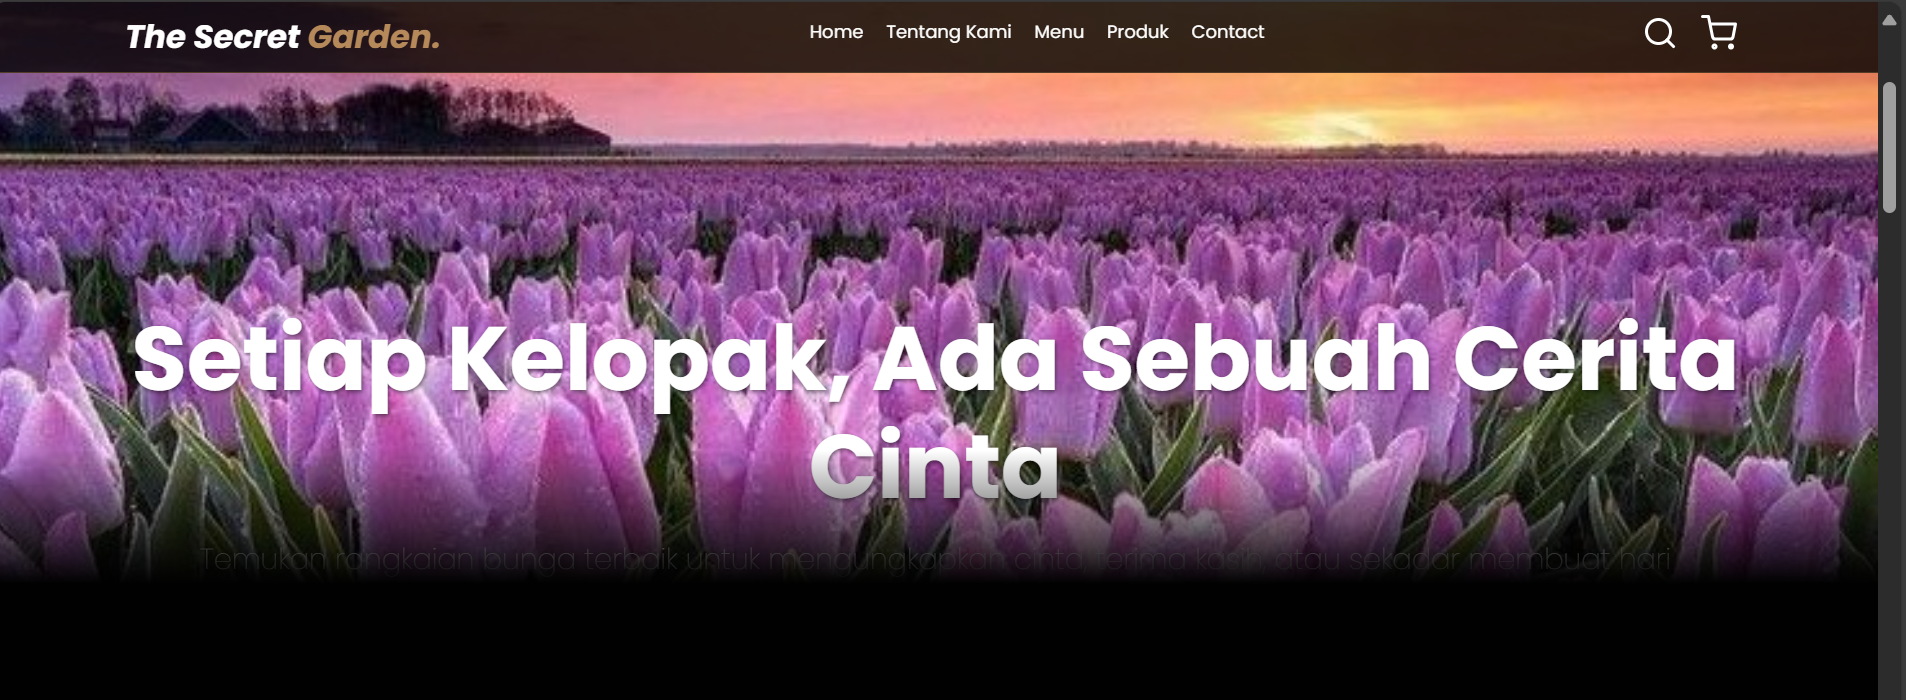 The Secret Garden.
Home Tentang Kami Menu Produk Contact
Setiap Kelopak, Ada Sebuah Cerita
Cinta
Temukan rangkaian bunga terbaik untuk mengungkapkan cinta, terima kasih, atau sekadar membuat hari